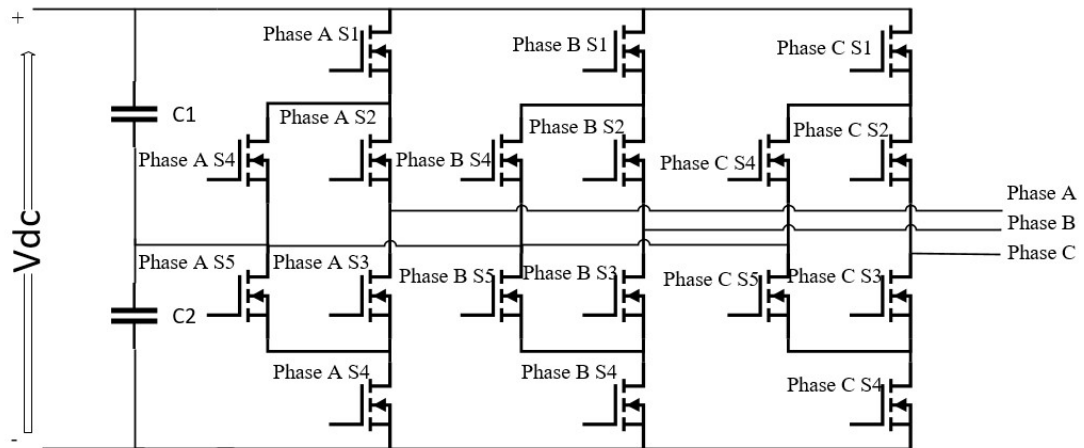 +
Phase A S1
Phase B S1
Phase C S1
C1
Phase A S2
Phase B S2
Phase C S2
Phase A S4
Phase B S4
Phase C S4
Phase A
Phase B
Phase C
Vdc
Phase A S5
Phase A S3
Phase B S5
Phase B S3
Phase C S5
Phase C S3
C2
Phase A S4
Phase B S4
Phase C S4
-